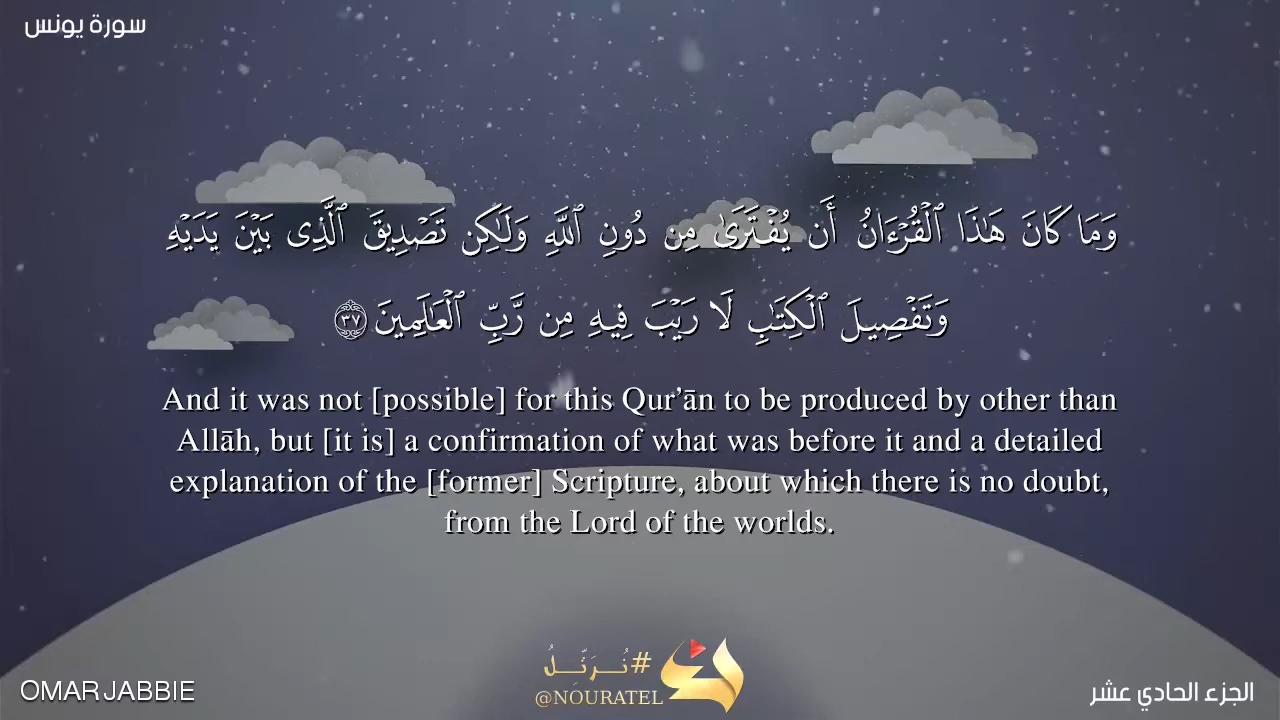 سورة يونس
وَمَا كَانَ هَٰذَا ٱلْقُرْءَانُ أَن يُفْتَرَىٰ مِن دُونِ ٱللَّهِ وَلَٰكِن تَصْدِيقَ ٱلَّذِى بَيْنَ يَدَيْهِ
وَتَفْصِيلَ ٱلْكِتَٰبِ لَا رَيْبَ فِيهِ مِن رَّبِّ ٱلْعَٰلَمِينَ ٣٧
And it was not [possible] for this Qur’ān to be produced by other than
Allāh, but [it is] a confirmation of what was before it and a detailed
explanation of the [former] Scripture, about which there is no doubt,
from the Lord of the worlds.
#نُرَتِّلُ
@NOURATEL
OMAR JABBIE
الجزء الحادي عشر